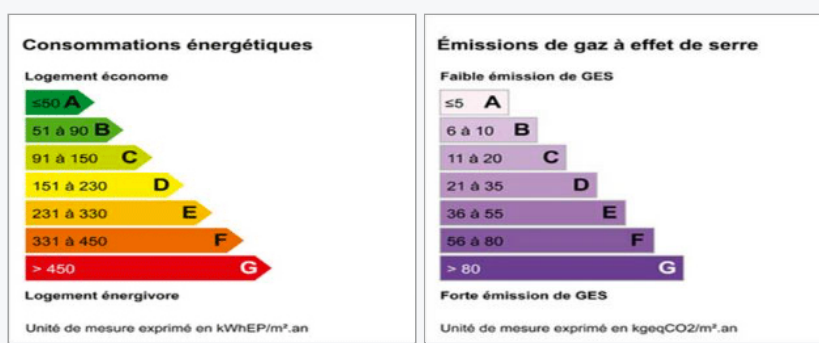 Consommations énergétiques
Logement économe
≤50 A
51 à 90 B
91 à 150 C
151 à 230 D
231 à 330 E
331 à 450 F
> 450 G
Logement énergivore
Unité de mesure exprimé en kWhEP/m².an
Émissions de gaz à effet de serre
Faible émission de GES
≤5 A
6 à 10 B
11 à 20 C
21 à 35 D
36 à 55 E
56 à 80 F
> 80 G
Forte émission de GES
Unité de mesure exprimé en kgeqCO2/m².an